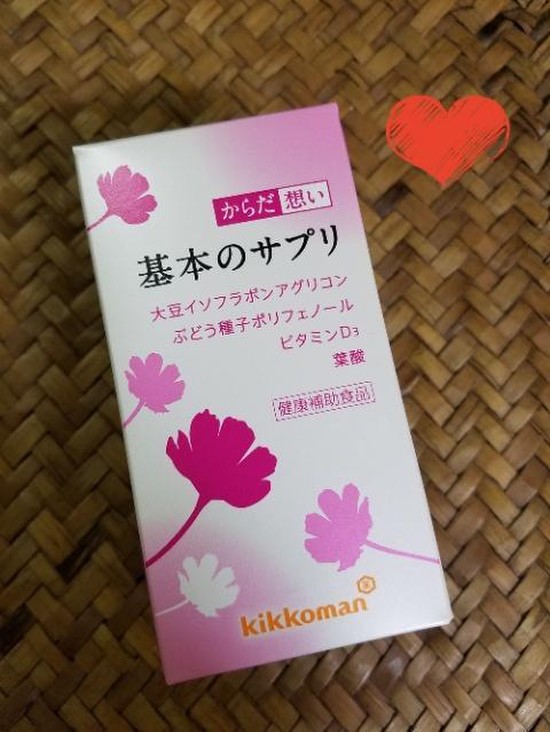 からだ想い
基本のサプリ
大豆イソフラボンアグリコン
ぶどう種子ポリフェノール
ビタミンD3
葉酸
健康補助食品
kikkoman